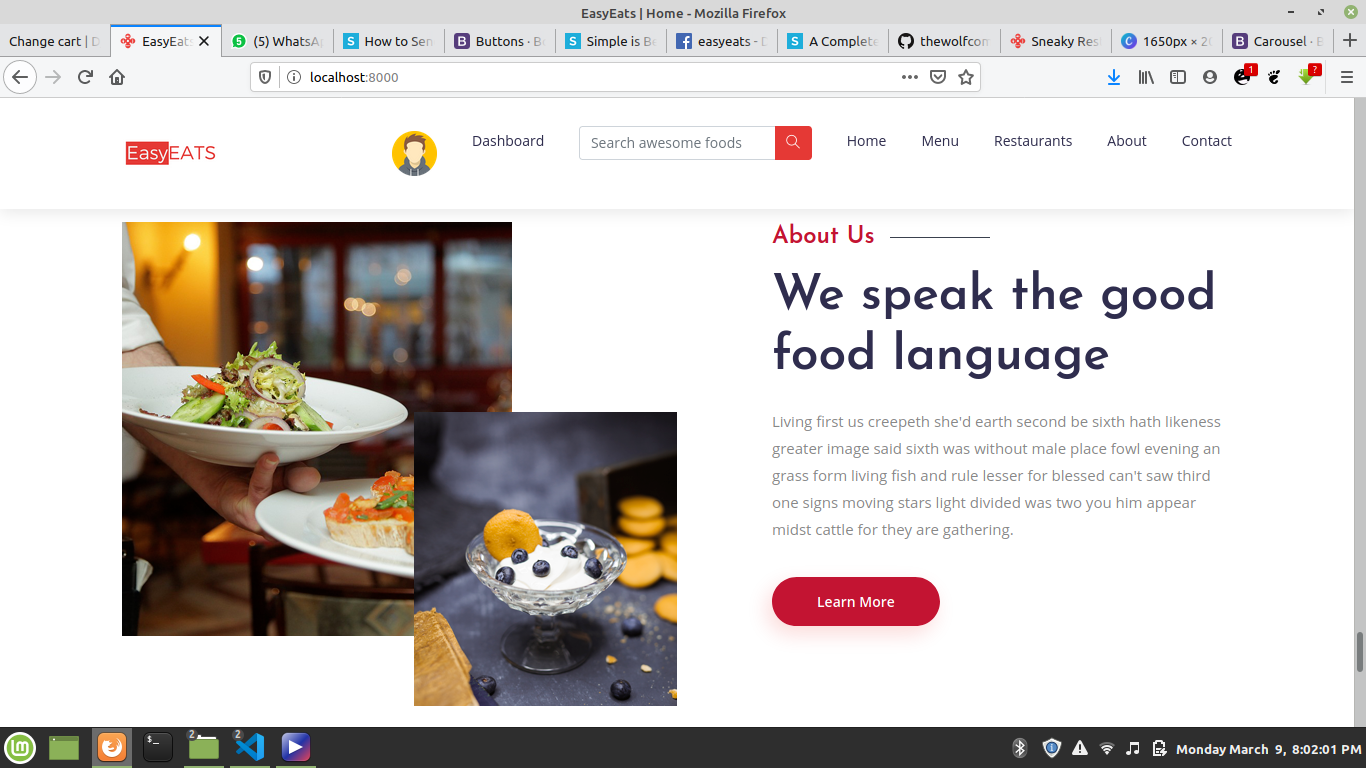 EasyEats | Home - Mozilla Firefox
Change cart | D
EasyEats
(5) WhatsA
How to Sen
Buttons · B
Simple is Be
easyeats - D
A Complete
thewolfcom
Sneaky Res
1650px × 20
Carousel · B
localhost:8000
1
?
EasyEATS
Dashboard
Search awesome foods
Home
Menu
Restaurants
About
Contact
About Us
We speak the good
food language
Living first us creepeth she'd earth second be sixth hath likeness
greater image said sixth was without male place fowl evening an
grass form living fish and rule lesser for blessed can't saw third
one signs moving stars light divided was two you him appear
midst cattle for they are gathering.
Learn More
2
2
Monday March 9, 8:02:01 PM